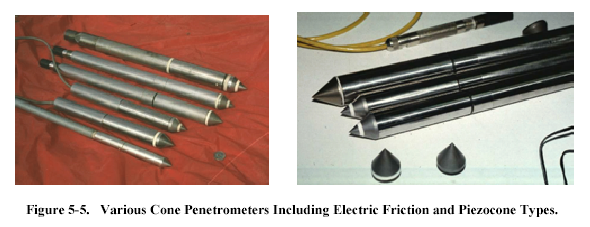 Figure 5-5. Various Cone Penetrometers Including Electric Friction and Piezocone Types.